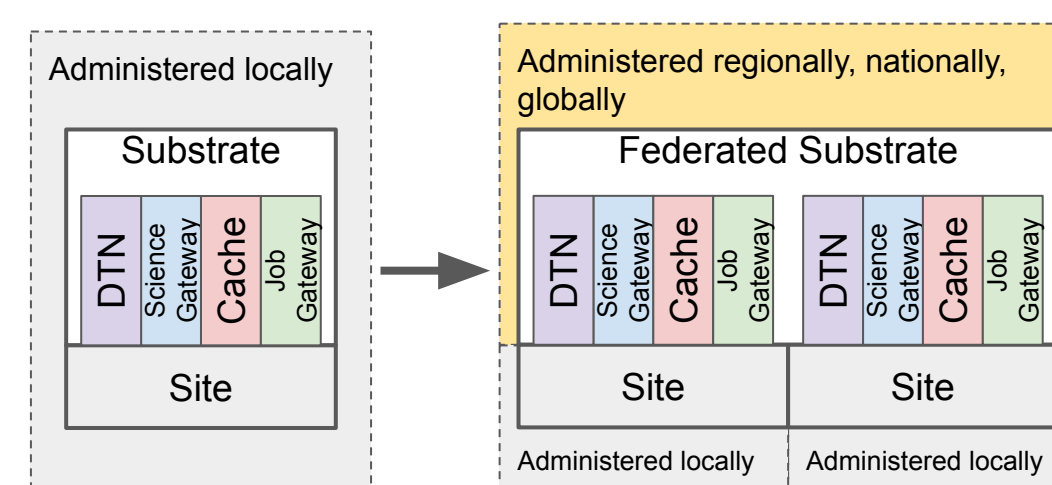 Administered locally
Substrate
DTN
Science
Gateway
Cache
Job
Gateway
Site
Administered regionally, nationally,
globally
Federated Substrate
DTN
Science
Gateway
Cache
Job
Gateway
DTN
Science
Gateway
Cache
Job
Gateway
Site
Site
Administered locally
Administered locally